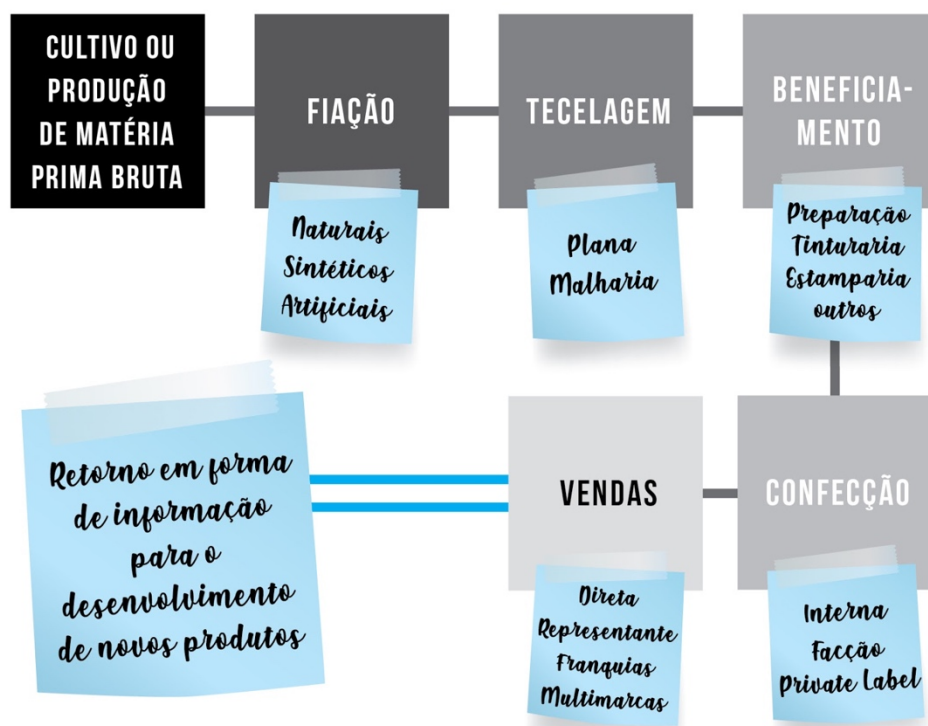 CULTIVO OU
PRODUÇÃO
DE MATÉRIA
PRIMA BRUTA
FIAÇÃO
Naturais
Sintéticos
Artificiais
TECELAGEM
Plana
Malharia
BENEFICIA-
MENTO
Preparação
Tinturaria
Estamparia
outros
CONFECÇÃO
Interna
Facção
Private Label
VENDAS
Direta
Representante
Franquias
Multimarcas
Retorno em forma
de informação
para o
desenvolvimento
de novos produtos